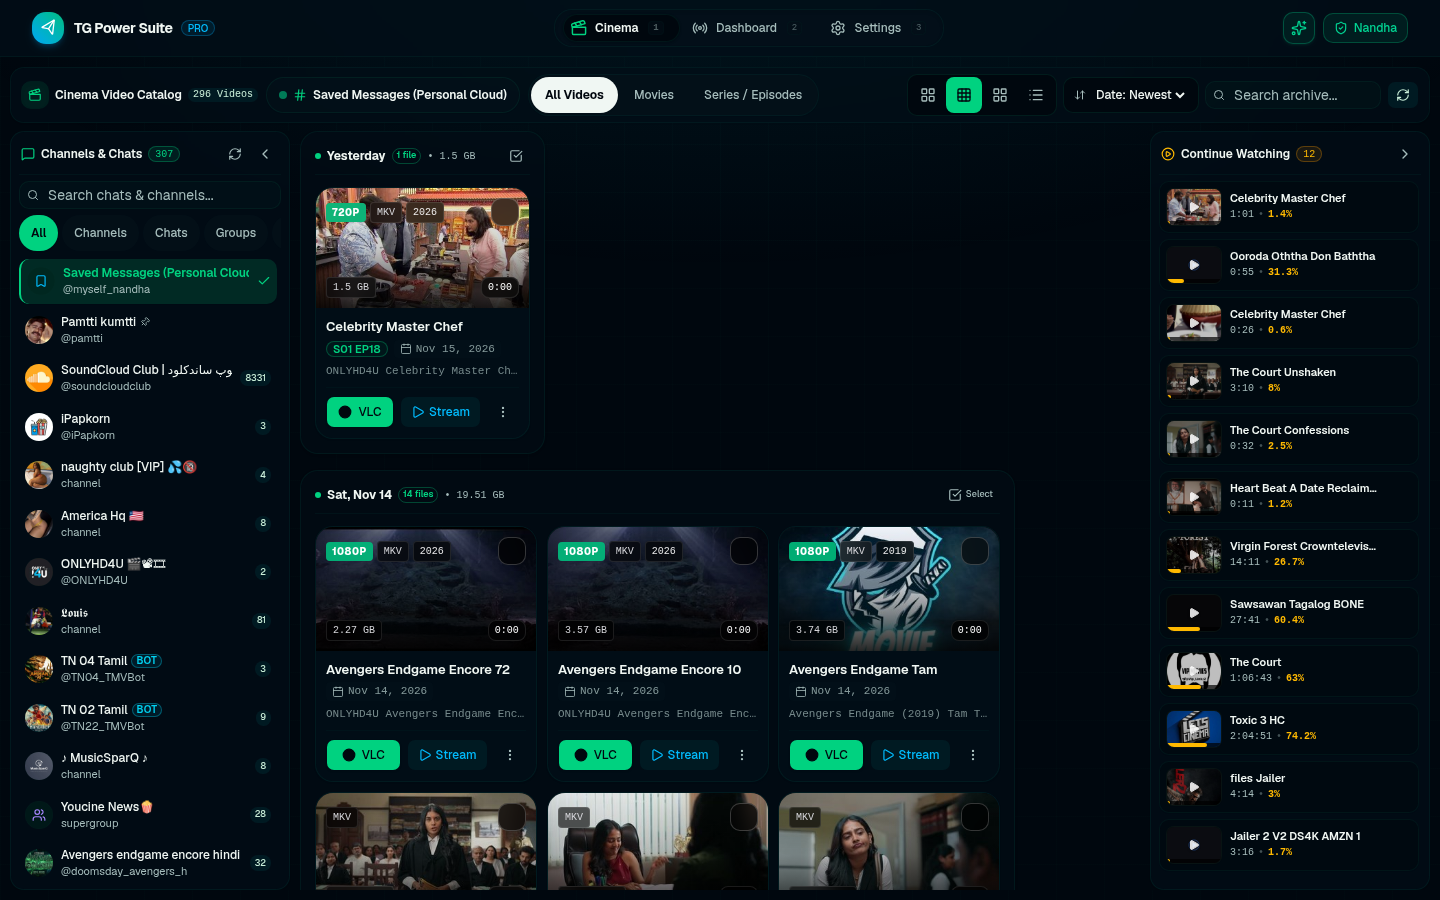 TG Power Suite PRO
Cinema 1
Dashboard 2
Settings 3
Nandha
Cinema Video Catalog 296 Videos
# Saved Messages (Personal Cloud)
All Videos
Movies
Series / Episodes
Date: Newest
Search archive...
Channels & Chats 307
Search chats & channels...
All
Channels
Chats
Groups
Saved Messages (Personal Clou
@myself_nandha
Pamtti kumtti
@pamtti
SoundCloud Club | وپ ساندکلود
@soundcloudclub
8331
iPapkorn
@iPapkorn
3
naughty club [VIP] 💦🔞
channel
4
America Hq 🇺🇸
channel
8
ONLYHD4U 🎬📽🎞
@ONLYHD4U
2
𝕷𝖔𝖚𝖎𝖘
channel
81
TN 04 Tamil BOT
@TN04_TMVBot
3
TN 02 Tamil BOT
@TN22_TMVBot
9
♪ MusicSparQ ♪
channel
8
Youcine News🍿
supergroup
28
Avengers endgame encore hindi
@doomsday_avengers_h
32
Yesterday 1 file • 1.5 GB
720P MKV 2026
1.5 GB 0:00
Celebrity Master Chef
S01 EP18 Nov 15, 2026
ONLYHD4U Celebrity Master Ch…
VLC Stream
Sat, Nov 14 14 files • 19.51 GB
Select
1080P MKV 2026
2.27 GB 0:00
Avengers Endgame Encore 72
Nov 14, 2026
ONLYHD4U Avengers Endgame Enc…
VLC Stream
1080P MKV 2026
3.57 GB 0:00
Avengers Endgame Encore 10
Nov 14, 2026
ONLYHD4U Avengers Endgame Enc…
VLC Stream
1080P MKV 2019
MOVIE
3.74 GB 0:00
Avengers Endgame Tam
Nov 14, 2026
Avengers Endgame (2019) Tam T…
VLC Stream
MKV
MKV
MKV
Continue Watching 12
Celebrity Master Chef
1:01 • 1.4%
Ooroda Oththa Don Baththa
0:55 • 31.3%
Celebrity Master Chef
0:26 • 0.6%
The Court Unshaken
3:10 • 8%
The Court Confessions
0:32 • 2.5%
Heart Beat A Date Reclaim…
0:11 • 1.2%
Virgin Forest Crowntelevis…
14:11 • 26.7%
Sawsawan Tagalog BONE
27:41 • 60.4%
The Court
1:06:43 • 63%
LETS CINEMA
Toxic 3 HC
2:04:51 • 74.2%
files Jailer
4:14 • 3%
Jailer 2 V2 DS4K AMZN 1
3:16 • 1.7%